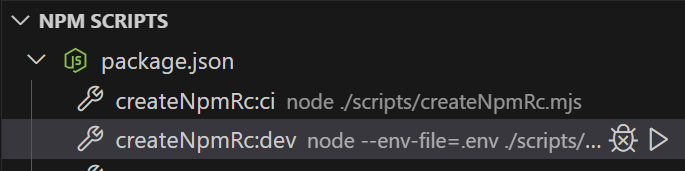 NPM SCRIPTS
package.json
createNpmRc:ci node ./scripts/createNpmRc.mjs
createNpmRc:dev node --env-file=.env ./scripts/...